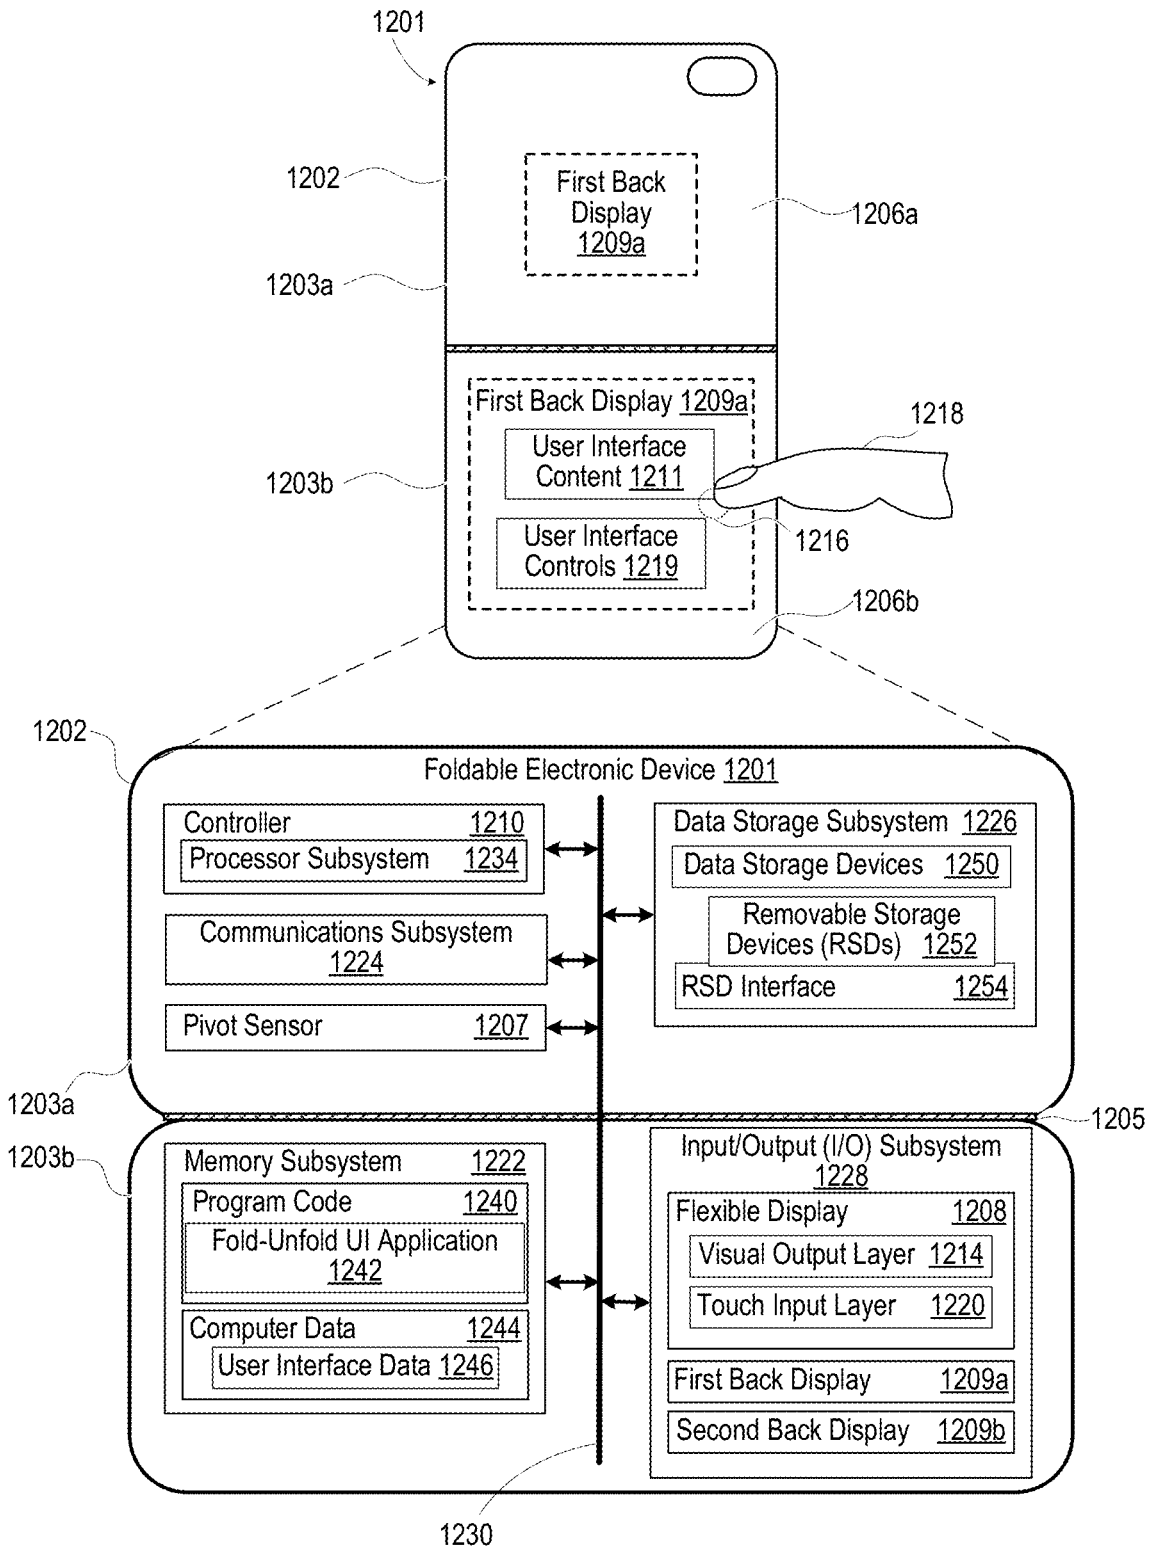 1201
1202
First Back
Display
1209a
1206a
1203a
First Back Display 1209a
1218
User Interface
Content 1211
1203b
1216
User Interface
Controls 1219
1206b
1202
Foldable Electronic Device 1201
Controller 1210
Processor Subsystem 1234
Communications Subsystem
1224
Pivot Sensor 1207
Data Storage Subsystem 1226
Data Storage Devices 1250
Removable Storage
Devices (RSDs) 1252
RSD Interface 1254
1203a
1205
1203b
Memory Subsystem 1222
Program Code 1240
Fold-Unfold UI Application
1242
Computer Data 1244
User Interface Data 1246
Input/Output (I/O) Subsystem
1228
Flexible Display 1208
Visual Output Layer 1214
Touch Input Layer 1220
First Back Display 1209a
Second Back Display 1209b
1230